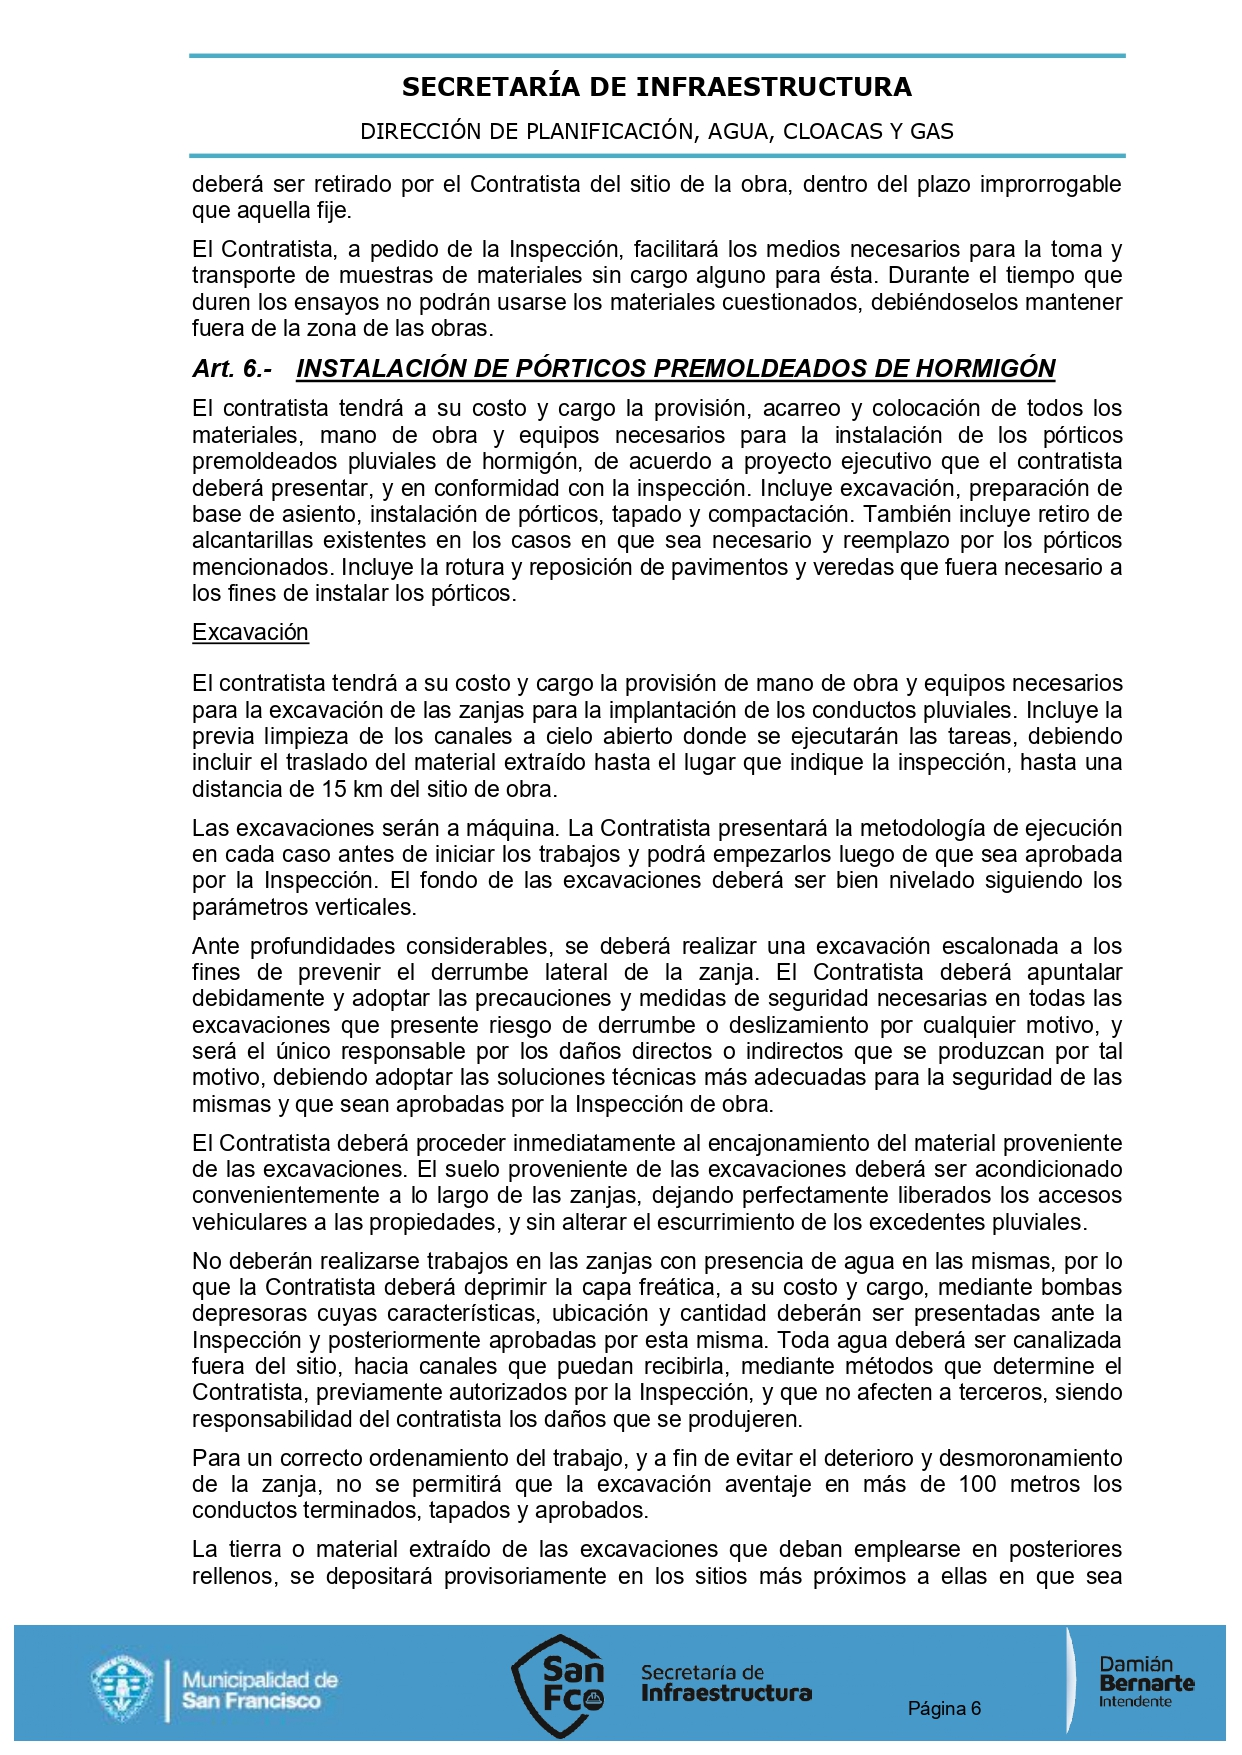 SECRETARÍA DE INFRAESTRUCTURA
DIRECCIÓN DE PLANIFICACIÓN, AGUA, CLOACAS Y GAS
deberá ser retirado por el Contratista del sitio de la obra, dentro del plazo improrrogable
que aquella fije.
El Contratista, a pedido de la Inspección, facilitará los medios necesarios para la toma y
transporte de muestras de materiales sin cargo alguno para ésta. Durante el tiempo que
duren los ensayos no podrán usarse los materiales cuestionados, debiéndoselos mantener
fuera de la zona de las obras.
Art. 6.- INSTALACIÓN DE PÓRTICOS PREMOLDEADOS DE HORMIGÓN
El contratista tendrá a su costo y cargo la provisión, acarreo y colocación de todos los
materiales, mano de obra y equipos necesarios para la instalación de los pórticos
premoldeados pluviales de hormigón, de acuerdo a proyecto ejecutivo que el contratista
deberá presentar, y en conformidad con la inspección. Incluye excavación, preparación de
base de asiento, instalación de pórticos, tapado y compactación. También incluye retiro de
alcantarillas existentes en los casos en que sea necesario y reemplazo por los pórticos
mencionados. Incluye la rotura y reposición de pavimentos y veredas que fuera necesario a
los fines de instalar los pórticos.
Excavación
El contratista tendrá a su costo y cargo la provisión de mano de obra y equipos necesarios
para la excavación de las zanjas para la implantación de los conductos pluviales. Incluye la
previa limpieza de los canales a cielo abierto donde se ejecutarán las tareas, debiendo
incluir el traslado del material extraído hasta el lugar que indique la inspección, hasta una
distancia de 15 km del sitio de obra.
Las excavaciones serán a máquina. La Contratista presentará la metodología de ejecución
en cada caso antes de iniciar los trabajos y podrá empezarlos luego de que sea aprobada
por la Inspección. El fondo de las excavaciones deberá ser bien nivelado siguiendo los
parámetros verticales.
Ante profundidades considerables, se deberá realizar una excavación escalonada a los
fines de prevenir el derrumbe lateral de la zanja. El Contratista deberá apuntalar
debidamente y adoptar las precauciones y medidas de seguridad necesarias en todas las
excavaciones que presente riesgo de derrumbe o deslizamiento por cualquier motivo, y
será el único responsable por los daños directos o indirectos que se produzcan por tal
motivo, debiendo adoptar las soluciones técnicas más adecuadas para la seguridad de las
mismas y que sean aprobadas por la Inspección de obra.
El Contratista deberá proceder inmediatamente al encajonamiento del material proveniente
de las excavaciones. El suelo proveniente de las excavaciones deberá ser acondicionado
convenientemente a lo largo de las zanjas, dejando perfectamente liberados los accesos
vehiculares a las propiedades, y sin alterar el escurrimiento de los excedentes pluviales.
No deberán realizarse trabajos en las zanjas con presencia de agua en las mismas, por lo
que la Contratista deberá deprimir la capa freática, a su costo y cargo, mediante bombas
depresoras cuyas características, ubicación y cantidad deberán ser presentadas ante la
Inspección y posteriormente aprobadas por esta misma. Toda agua deberá ser canalizada
fuera del sitio, hacia canales que puedan recibirla, mediante métodos que determine el
Contratista, previamente autorizados por la Inspección, y que no afecten a terceros, siendo
responsabilidad del contratista los daños que se produjeren.
Para un correcto ordenamiento del trabajo, y a fin de evitar el deterioro y desmoronamiento
de la zanja, no se permitirá que la excavación aventaje en más de 100 metros los
conductos terminados, tapados y aprobados.
La tierra o material extraído de las excavaciones que deban emplearse en posteriores
rellenos, se depositará provisoriamente en los sitios más próximos a ellas en que sea
Municipalidad de
San Francisco
San
Fco
Secretaría de
Infraestructura
Página 6
Damián
Bernarte
Intendente